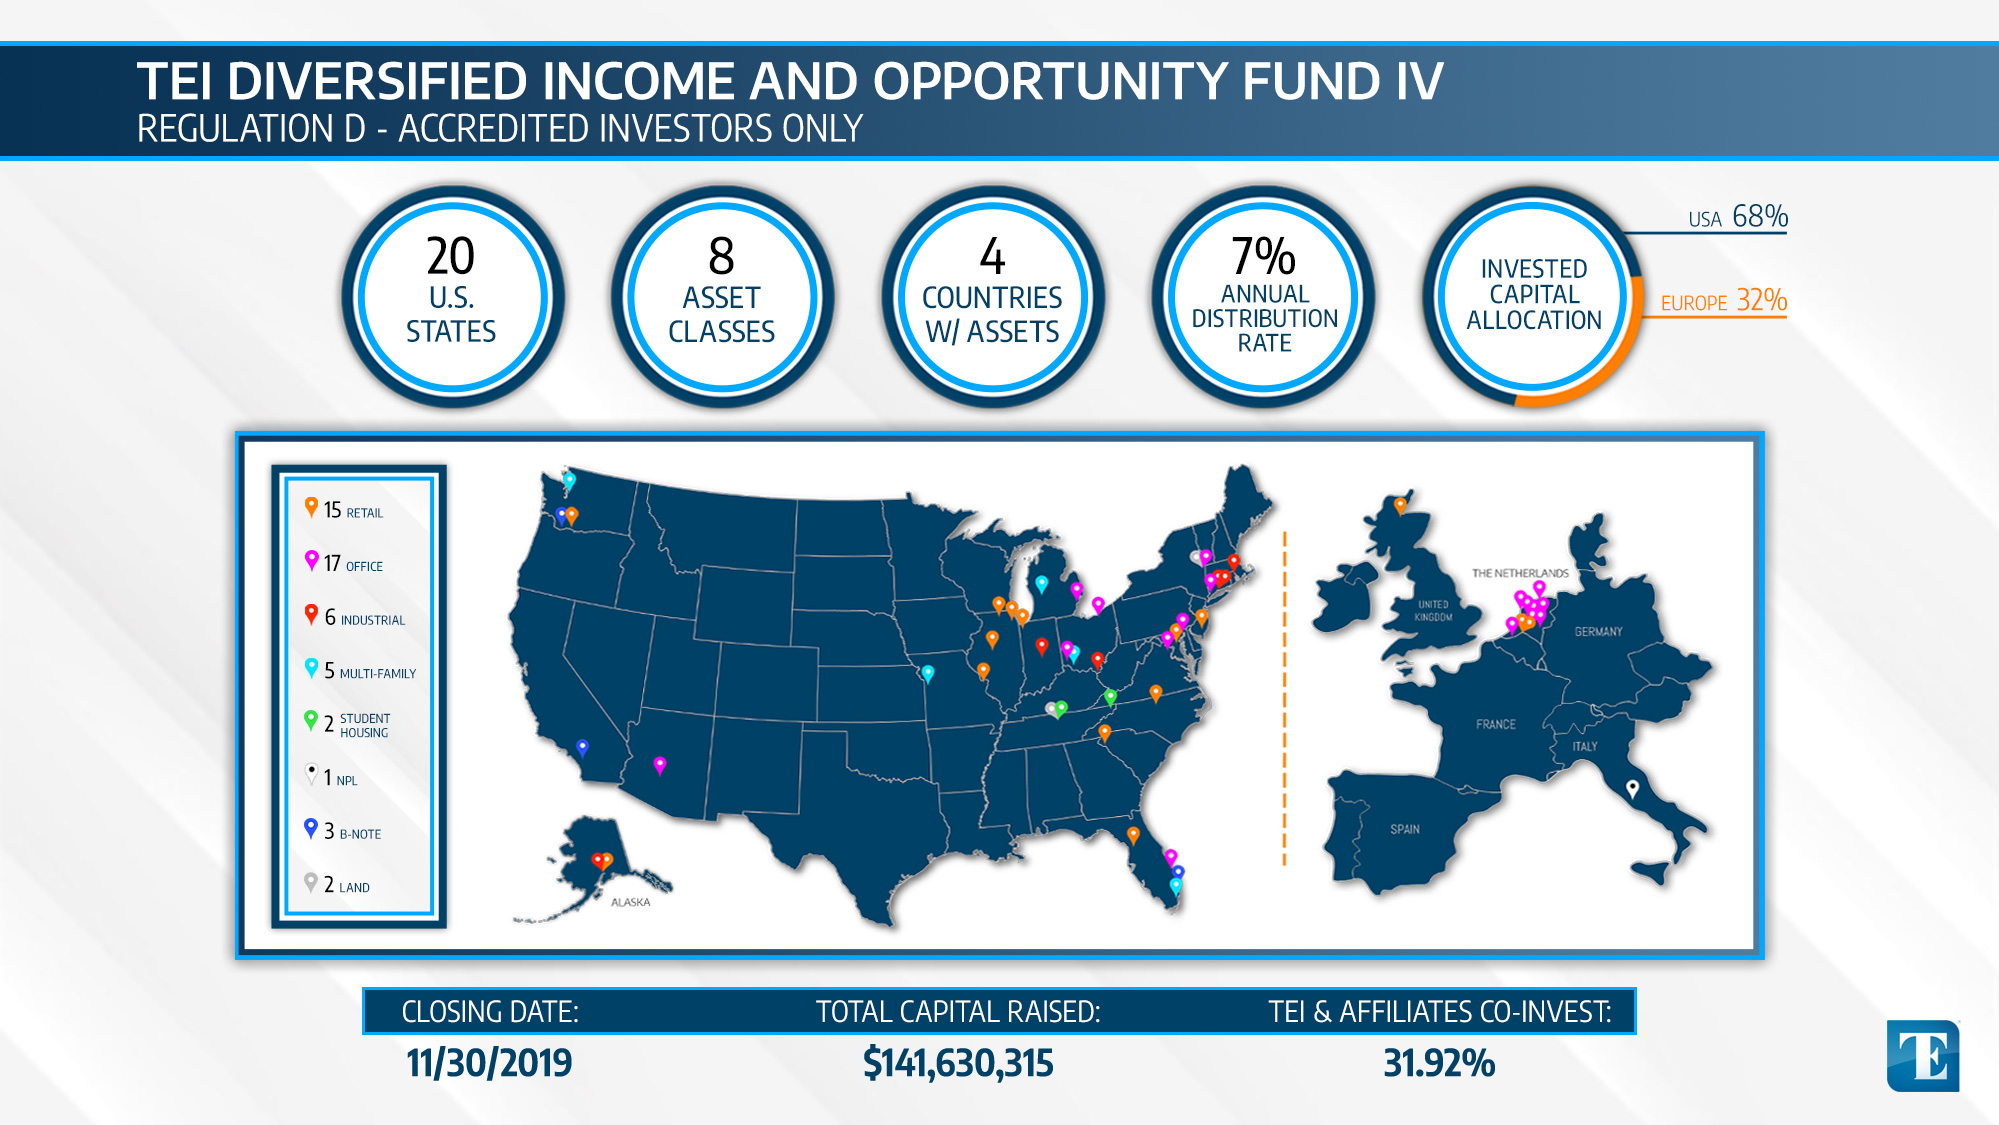 TEI DIVERSIFIED INCOME AND OPPORTUNITY FUND IV
REGULATION D - ACCREDITED INVESTORS ONLY
20
U.S.
STATES
8
ASSET
CLASSES
4
COUNTRIES
W/ ASSETS
7%
ANNUAL
DISTRIBUTION
RATE
INVESTED
CAPITAL
ALLOCATION
USA 68%
EUROPE 32%
15 RETAIL
17 OFFICE
6 INDUSTRIAL
5 MULTI-FAMILY
2 STUDENT
HOUSING
1 NPL
3 B-NOTE
2 LAND
ALASKA
THE NETHERLANDS
UNITED
KINGDOM
GERMANY
FRANCE
ITALY
SPAIN
CLOSING DATE:
11/30/2019
TOTAL CAPITAL RAISED:
$141,630,315
TEI & AFFILIATES CO-INVEST:
31.92%
TE